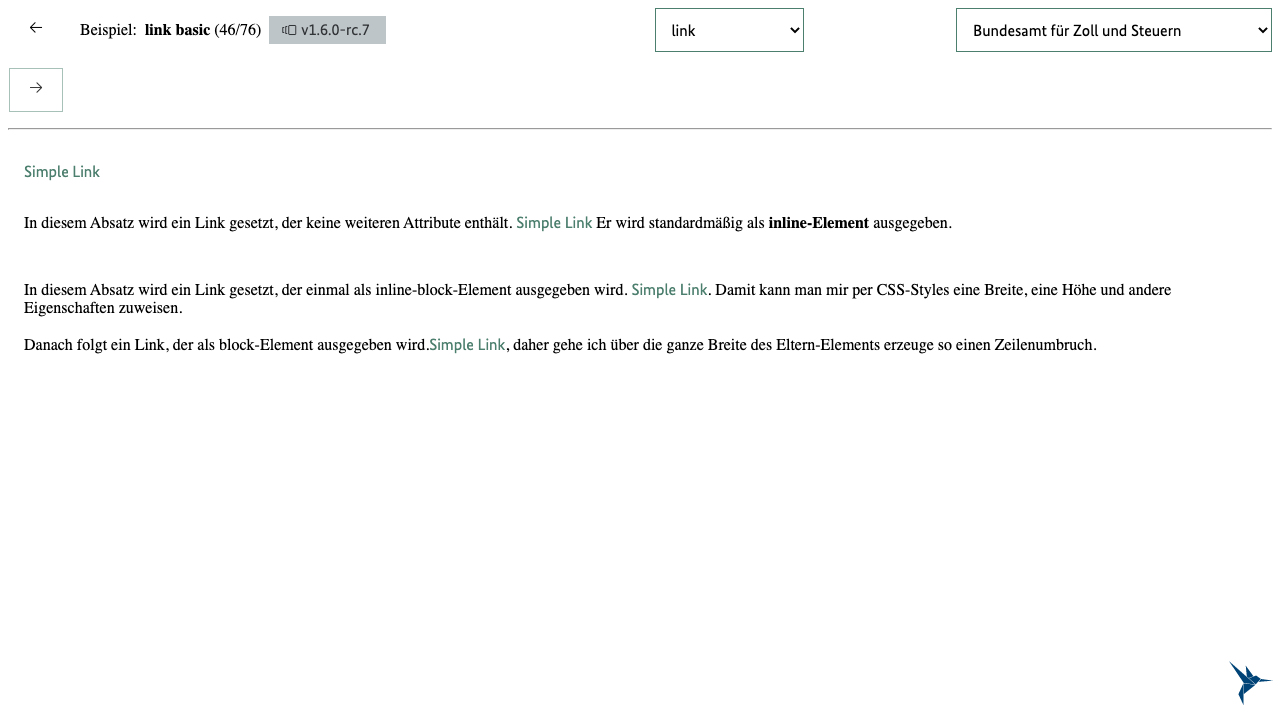 Beispiel: link basic (46/76) v1.6.0-rc.7 link Bundesamt für Zoll und Steuern
Simple Link
In diesem Absatz wird ein Link gesetzt, der keine weiteren Attribute enthält. Simple Link Er wird standardmäßig als inline-Element ausgegeben.
In diesem Absatz wird ein Link gesetzt, der einmal als inline-block-Element ausgegeben wird. Simple Link. Damit kann man mir per CSS-Styles eine Breite, eine Höhe und andere
Eigenschaften zuweisen.
Danach folgt ein Link, der als block-Element ausgegeben wird.Simple Link, daher gehe ich über die ganze Breite des Eltern-Elements erzeuge so einen Zeilenumbruch.